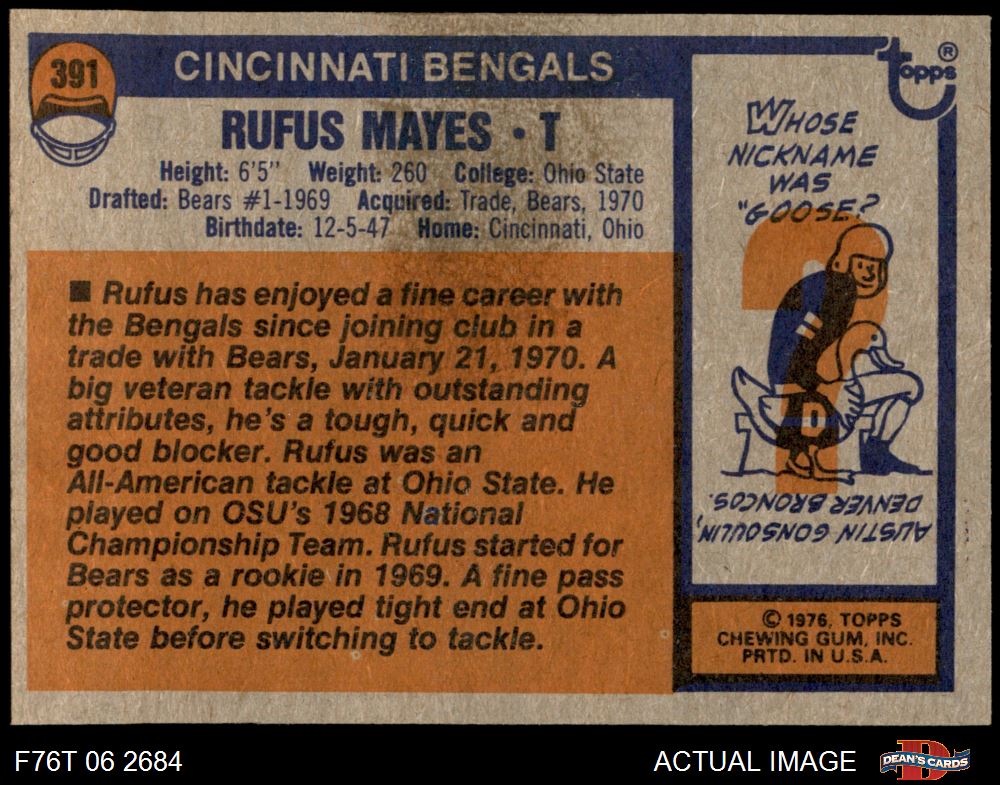 391
CINCINNATI BENGALS
RUFUS MAYES • T
Height: 6'5" Weight: 260 College: Ohio State
Drafted: Bears #1-1969 Acquired: Trade, Bears, 1970
Birthdate: 12-5-47 Home: Cincinnati, Ohio
■ Rufus has enjoyed a fine career with
the Bengals since joining club in a
trade with Bears, January 21, 1970. A
big veteran tackle with outstanding
attributes, he's a tough, quick and
good blocker. Rufus was an
All-American tackle at Ohio State. He
played on OSU's 1968 National
Championship Team. Rufus started for
Bears as a rookie in 1969. A fine pass
protector, he played tight end at Ohio
State before switching to tackle.
Topps ®
WHOSE
NICKNAME
WAS
"GOOSE?
?
AUSTIN GONSOULIN,
DENVER BRONCOS.
© 1976, TOPPS
CHEWING GUM, INC.
PRTD. IN U.S.A.
F76T 06 2684
ACTUAL IMAGE
D
DEAN'S CARDS